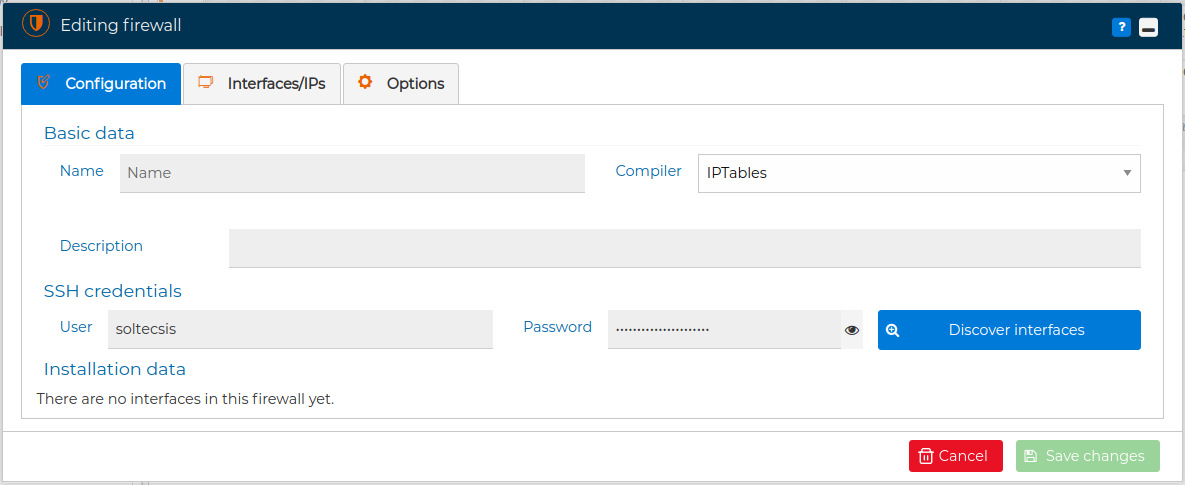 Editing firewall
?
Configuration
Interfaces/IPs
Options
Basic data
Name
Name
Compiler
IPTables
Description
SSH credentials
User
soltecsis
Password
······················
Discover interfaces
Installation data
There are no interfaces in this firewall yet.
Cancel
Save changes